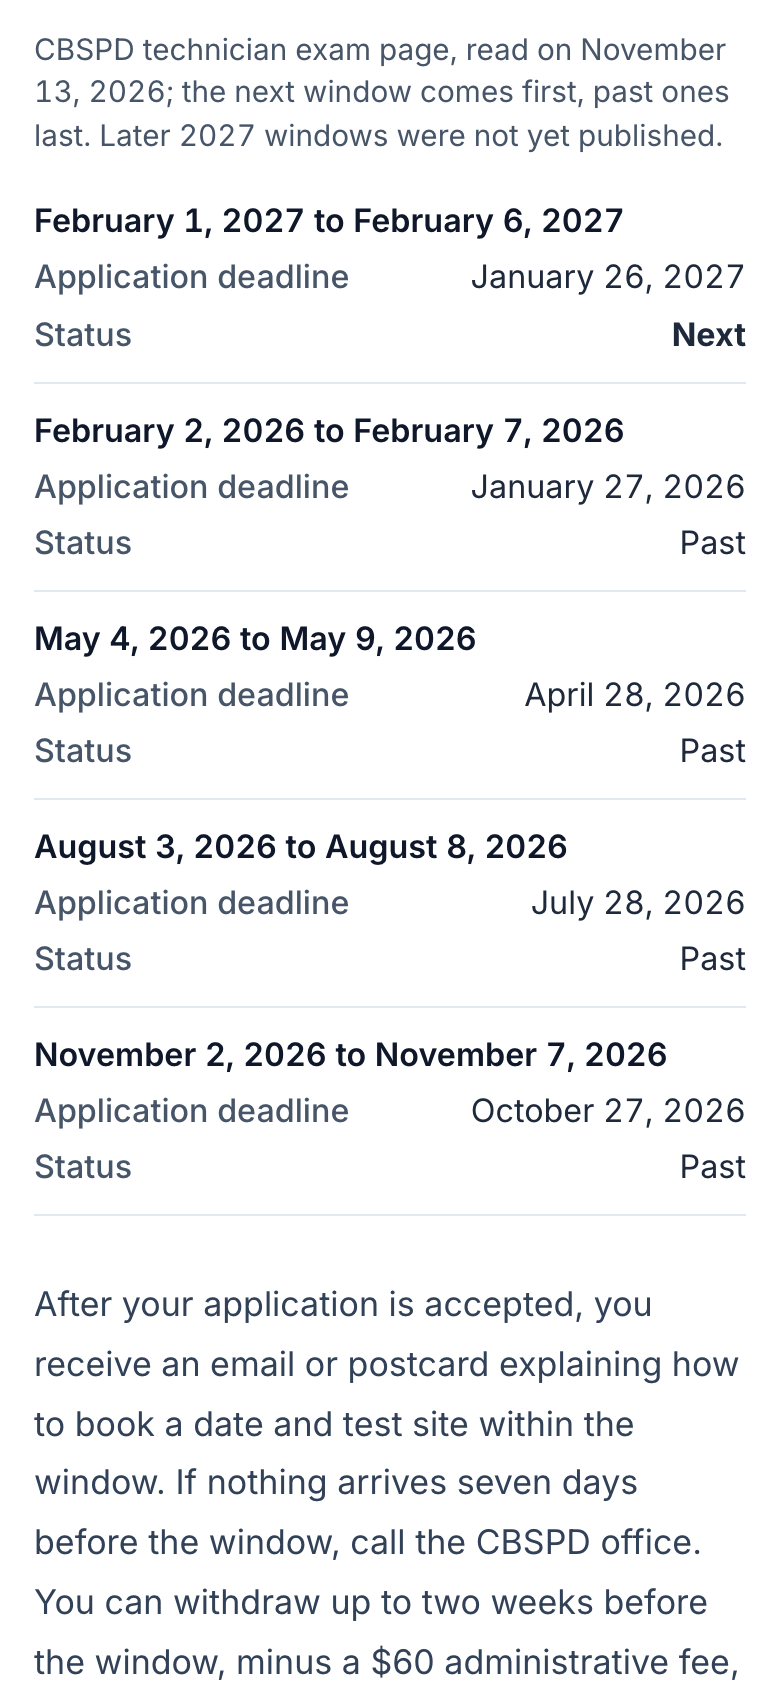 CBSPD technician exam page, read on November
13, 2026; the next window comes first, past ones
last. Later 2027 windows were not yet published.
February 1, 2027 to February 6, 2027
Application deadline January 26, 2027
Status Next
February 2, 2026 to February 7, 2026
Application deadline January 27, 2026
Status Past
May 4, 2026 to May 9, 2026
Application deadline April 28, 2026
Status Past
August 3, 2026 to August 8, 2026
Application deadline July 28, 2026
Status Past
November 2, 2026 to November 7, 2026
Application deadline October 27, 2026
Status Past
After your application is accepted, you
receive an email or postcard explaining how
to book a date and test site within the
window. If nothing arrives seven days
before the window, call the CBSPD office.
You can withdraw up to two weeks before
the window, minus a $60 administrative fee,